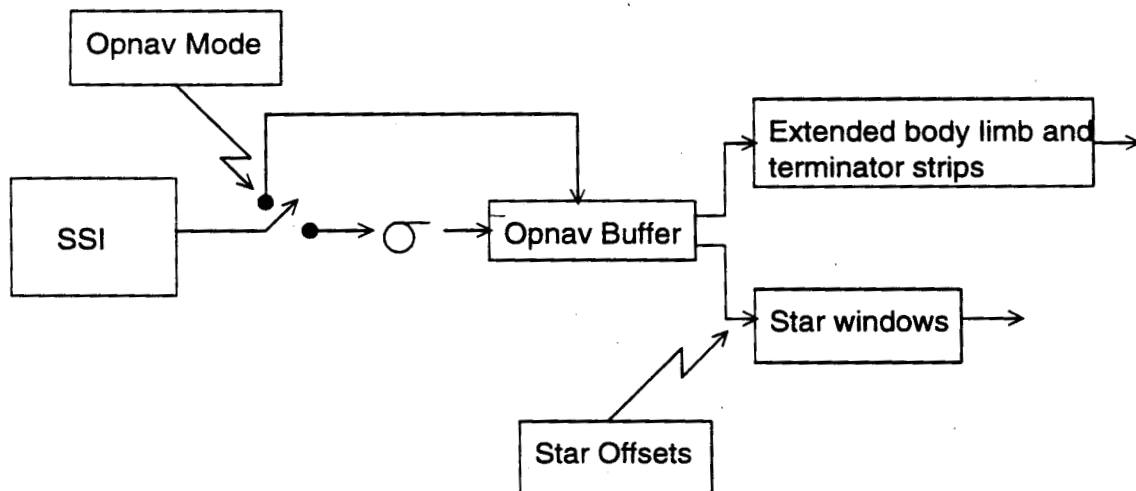 Opnav Mode
Extended body limb and
terminator strips
SSI
Opnav Buffer
Star windows
Star Offsets